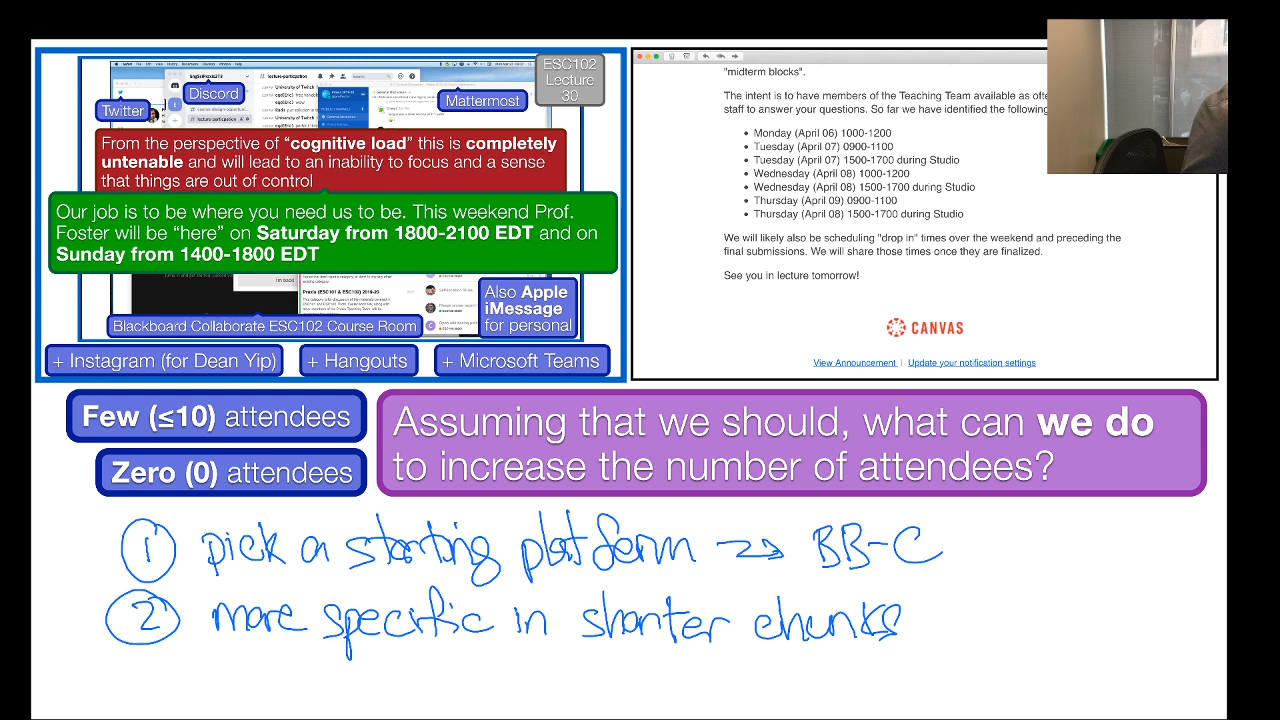 ESC102
Lecture
30
Discord
Twitter
Mattermost
From the perspective of “cognitive load” this is completely
untenable and will lead to an inability to focus and a sense
that things are out of control
Our job is to be where you need us to be. This weekend Prof.
Foster will be “here” on Saturday from 1800-2100 EDT and on
Sunday from 1400-1800 EDT
Also Apple
iMessage
for personal
Blackboard Collaborate ESC102 Course Room
+ Instagram (for Dean Yip)
+ Hangouts
+ Microsoft Teams
"midterm blocks".
The intent is to have members of the Teaching Team available as
staff to answer your questions. So far we identified the following
• Monday (April 06) 1000-1200
• Tuesday (April 07) 0900-1100
• Tuesday (April 07) 1500-1700 during Studio
• Wednesday (April 08) 1000-1200
• Wednesday (April 08) 1500-1700 during Studio
• Thursday (April 09) 0900-1100
• Thursday (April 08) 1500-1700 during Studio
We will likely also be scheduling "drop in" times over the weekend and preceding the
final submissions. We will share those times once they are finalized.
See you in lecture tomorrow!
CANVAS
View Announcement | Update your notification settings
Few (≤10) attendees
Zero (0) attendees
Assuming that we should, what can we do
to increase the number of attendees?
1 pick a starting platform → BB-C
2 more specific in shorter chunks